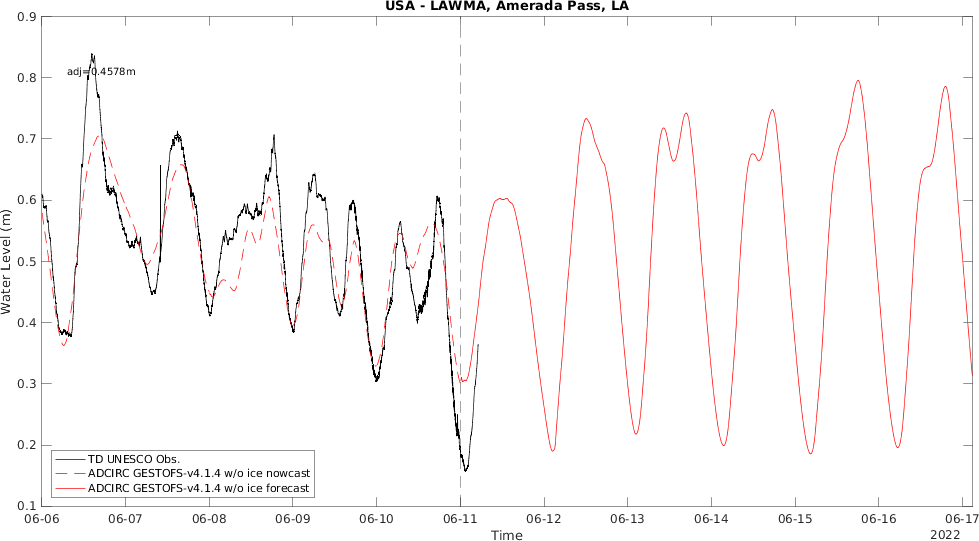 USA - LAWMA, Amerada Pass, LA
0.9
0.8
0.7
0.6
0.5
0.4
0.3
0.2
0.1
Water Level (m)
adj=0.4578m
TD UNESCO Obs.
ADCIRC GESTOFS-v4.1.4 w/o ice nowcast
ADCIRC GESTOFS-v4.1.4 w/o ice forecast
06-06 06-07 06-08 06-09 06-10 06-11 06-12 06-13 06-14 06-15 06-16 06-17
Time
2022